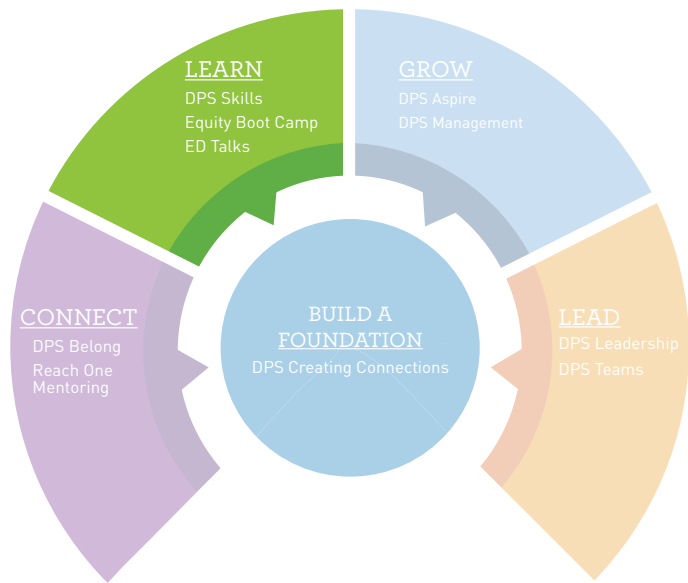 LEARN
DPS Skills
Equity Boot Camp
ED Talks
GROW
DPS Aspire
DPS Management
CONNECT
DPS Belong
Reach One
Mentoring
BUILD A
FOUNDATION
DPS Creating Connections
LEAD
DPS Leadership
DPS Teams